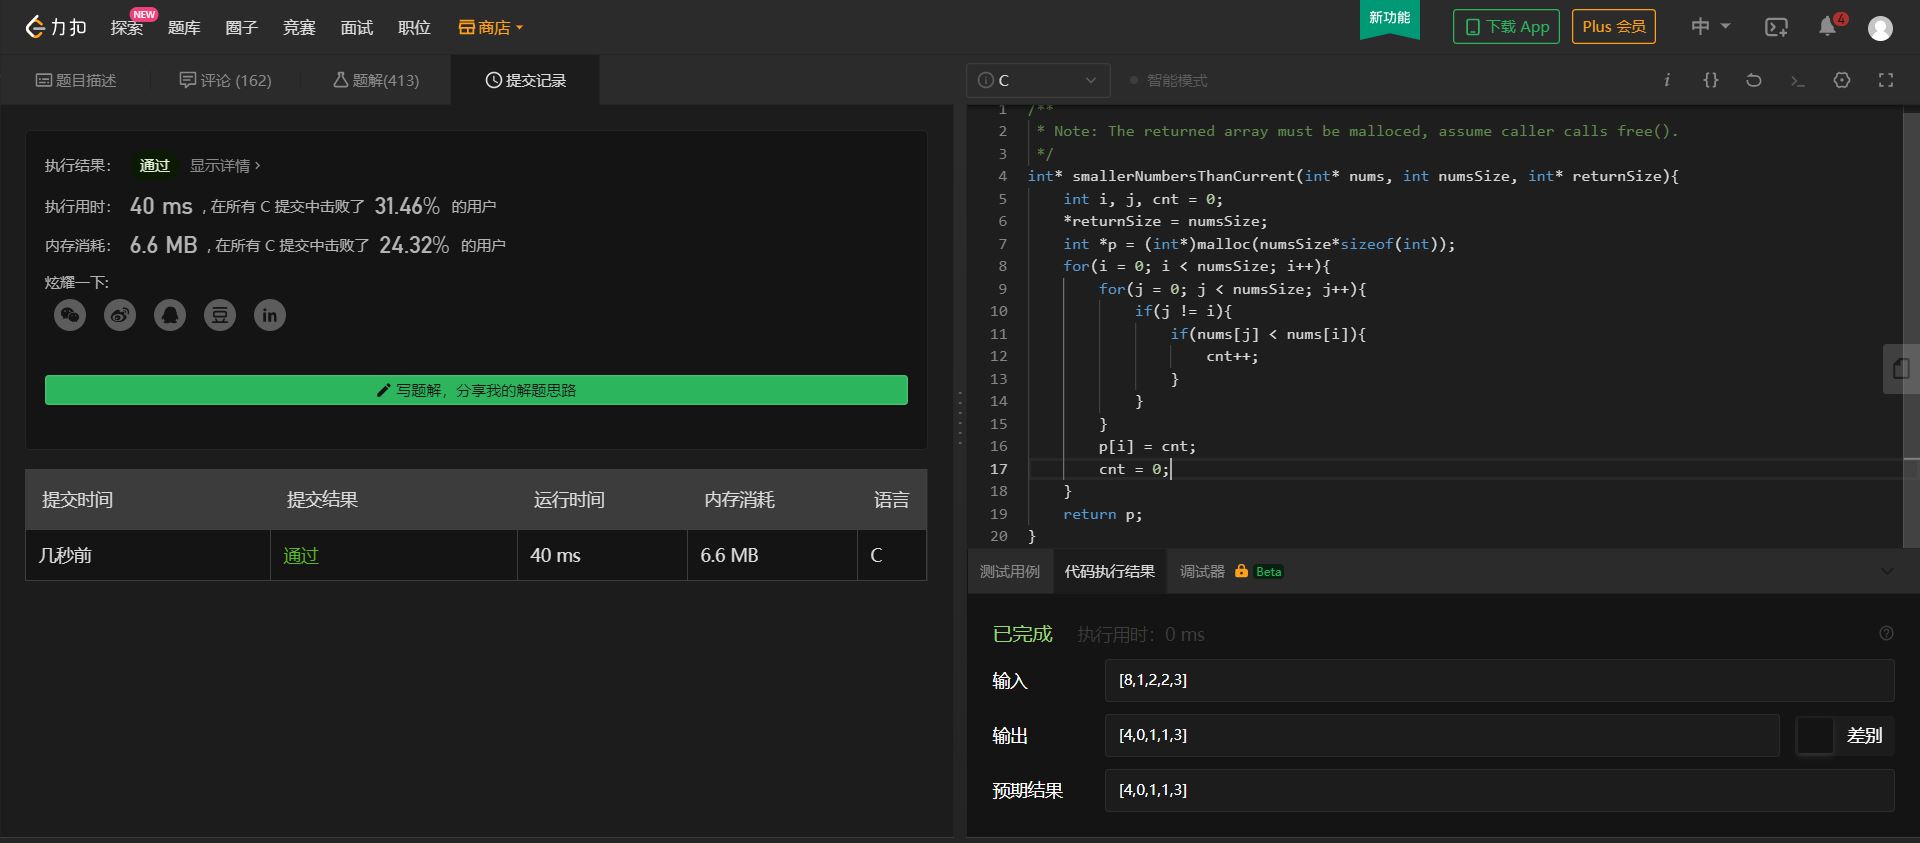 力扣 探索 NEW 题库 圈子 竞赛 面试 职位 商店 新功能 下载 App Plus 会员 中 4
题目描述 评论 (162) 题解(413) 提交记录
执行结果： 通过 显示详情 ›
执行用时： 40 ms , 在所有 C 提交中击败了 31.46% 的用户
内存消耗： 6.6 MB , 在所有 C 提交中击败了 24.32% 的用户
炫耀一下:
豆 in
写题解，分享我的解题思路
提交时间 提交结果 运行时间 内存消耗 语言
几秒前 通过 40 ms 6.6 MB C
i C 智能模式 i {} >_
1 /**
2 * Note: The returned array must be malloced, assume caller calls free().
3 */
4 int* smallerNumbersThanCurrent(int* nums, int numsSize, int* returnSize){
5 int i, j, cnt = 0;
6 *returnSize = numsSize;
7 int *p = (int*)malloc(numsSize*sizeof(int));
8 for(i = 0; i < numsSize; i++){
9 for(j = 0; j < numsSize; j++){
10 if(j != i){
11 if(nums[j] < nums[i]){
12 cnt++;
13 }
14 }
15 }
16 p[i] = cnt;
17 cnt = 0;
18 }
19 return p;
20 }
测试用例 代码执行结果 调试器 Beta
已完成 执行用时：0 ms ?
输入 [8,1,2,2,3]
输出 [4,0,1,1,3] 差别
预期结果 [4,0,1,1,3]